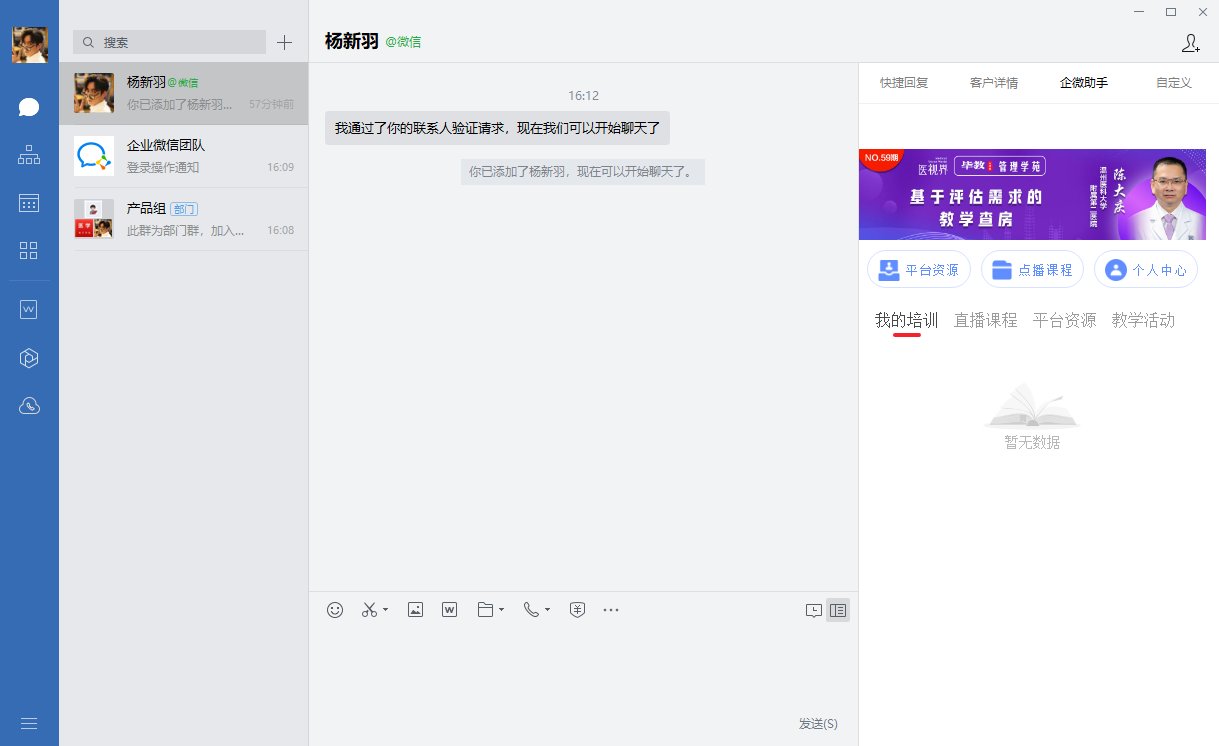 搜索
杨新羽@微信
你已添加了杨新羽... 57分钟前
企业微信团队
登录操作通知 16:09
产品组 部门
此群为部门群，加入... 16:08
杨新羽 @微信
16:12
我通过了你的联系人验证请求，现在我们可以开始聊天了
你已添加了杨新羽，现在可以开始聊天了。
发送(S)
快捷回复 客户详情 企微助手 自定义
NO.59期
医视界 毕教 管理学苑
基于评估需求的
教学查房
陈大庆
温州医科大学
附属第二医院
平台资源 点播课程 个人中心
我的培训 直播课程 平台资源 教学活动
暂无数据